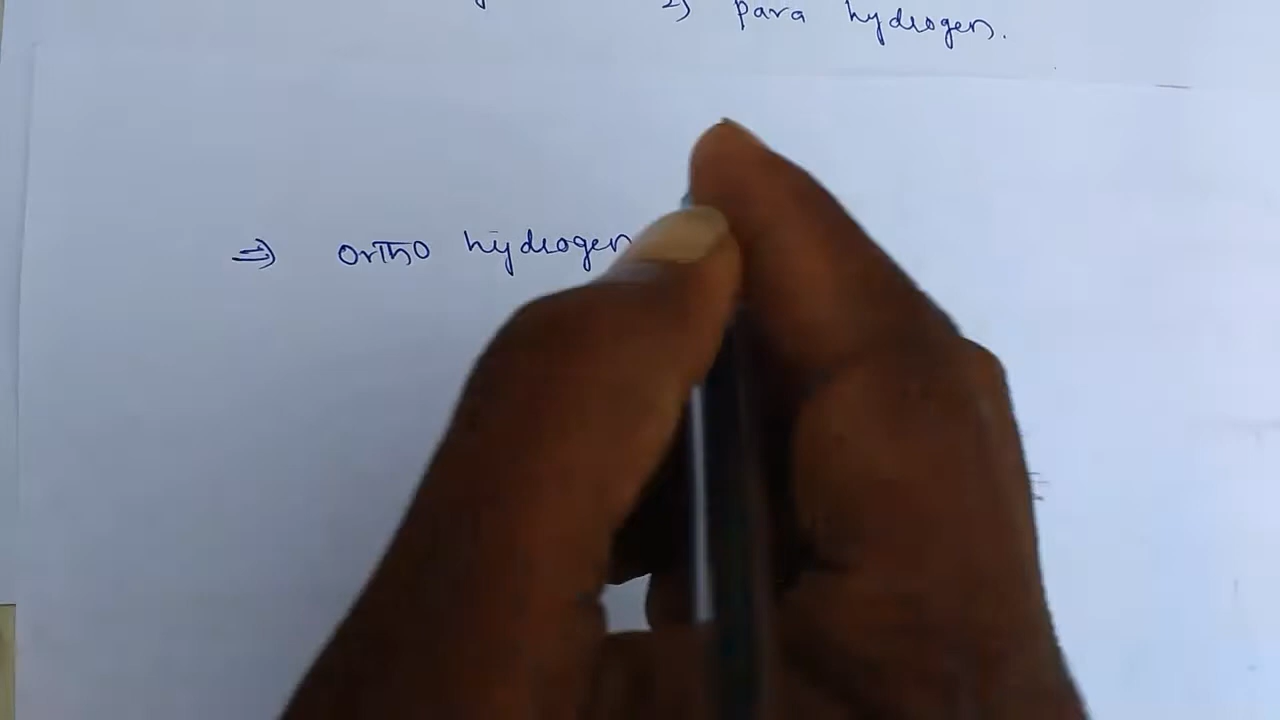 2) para hydrogen.
⇒ ortho hydrogen